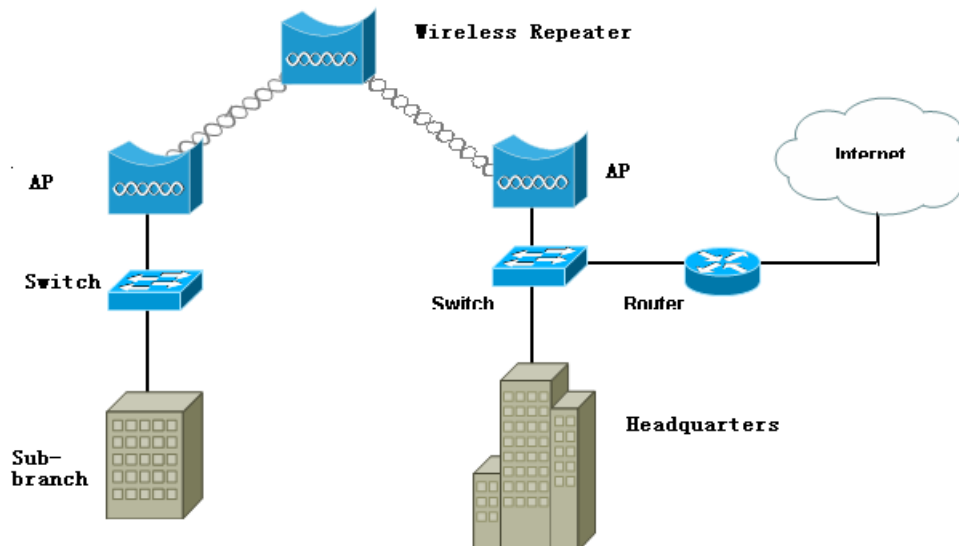 Wireless Repeater
Internet
AP
AP
Switch
Switch
Router
Headquarters
Sub-
branch